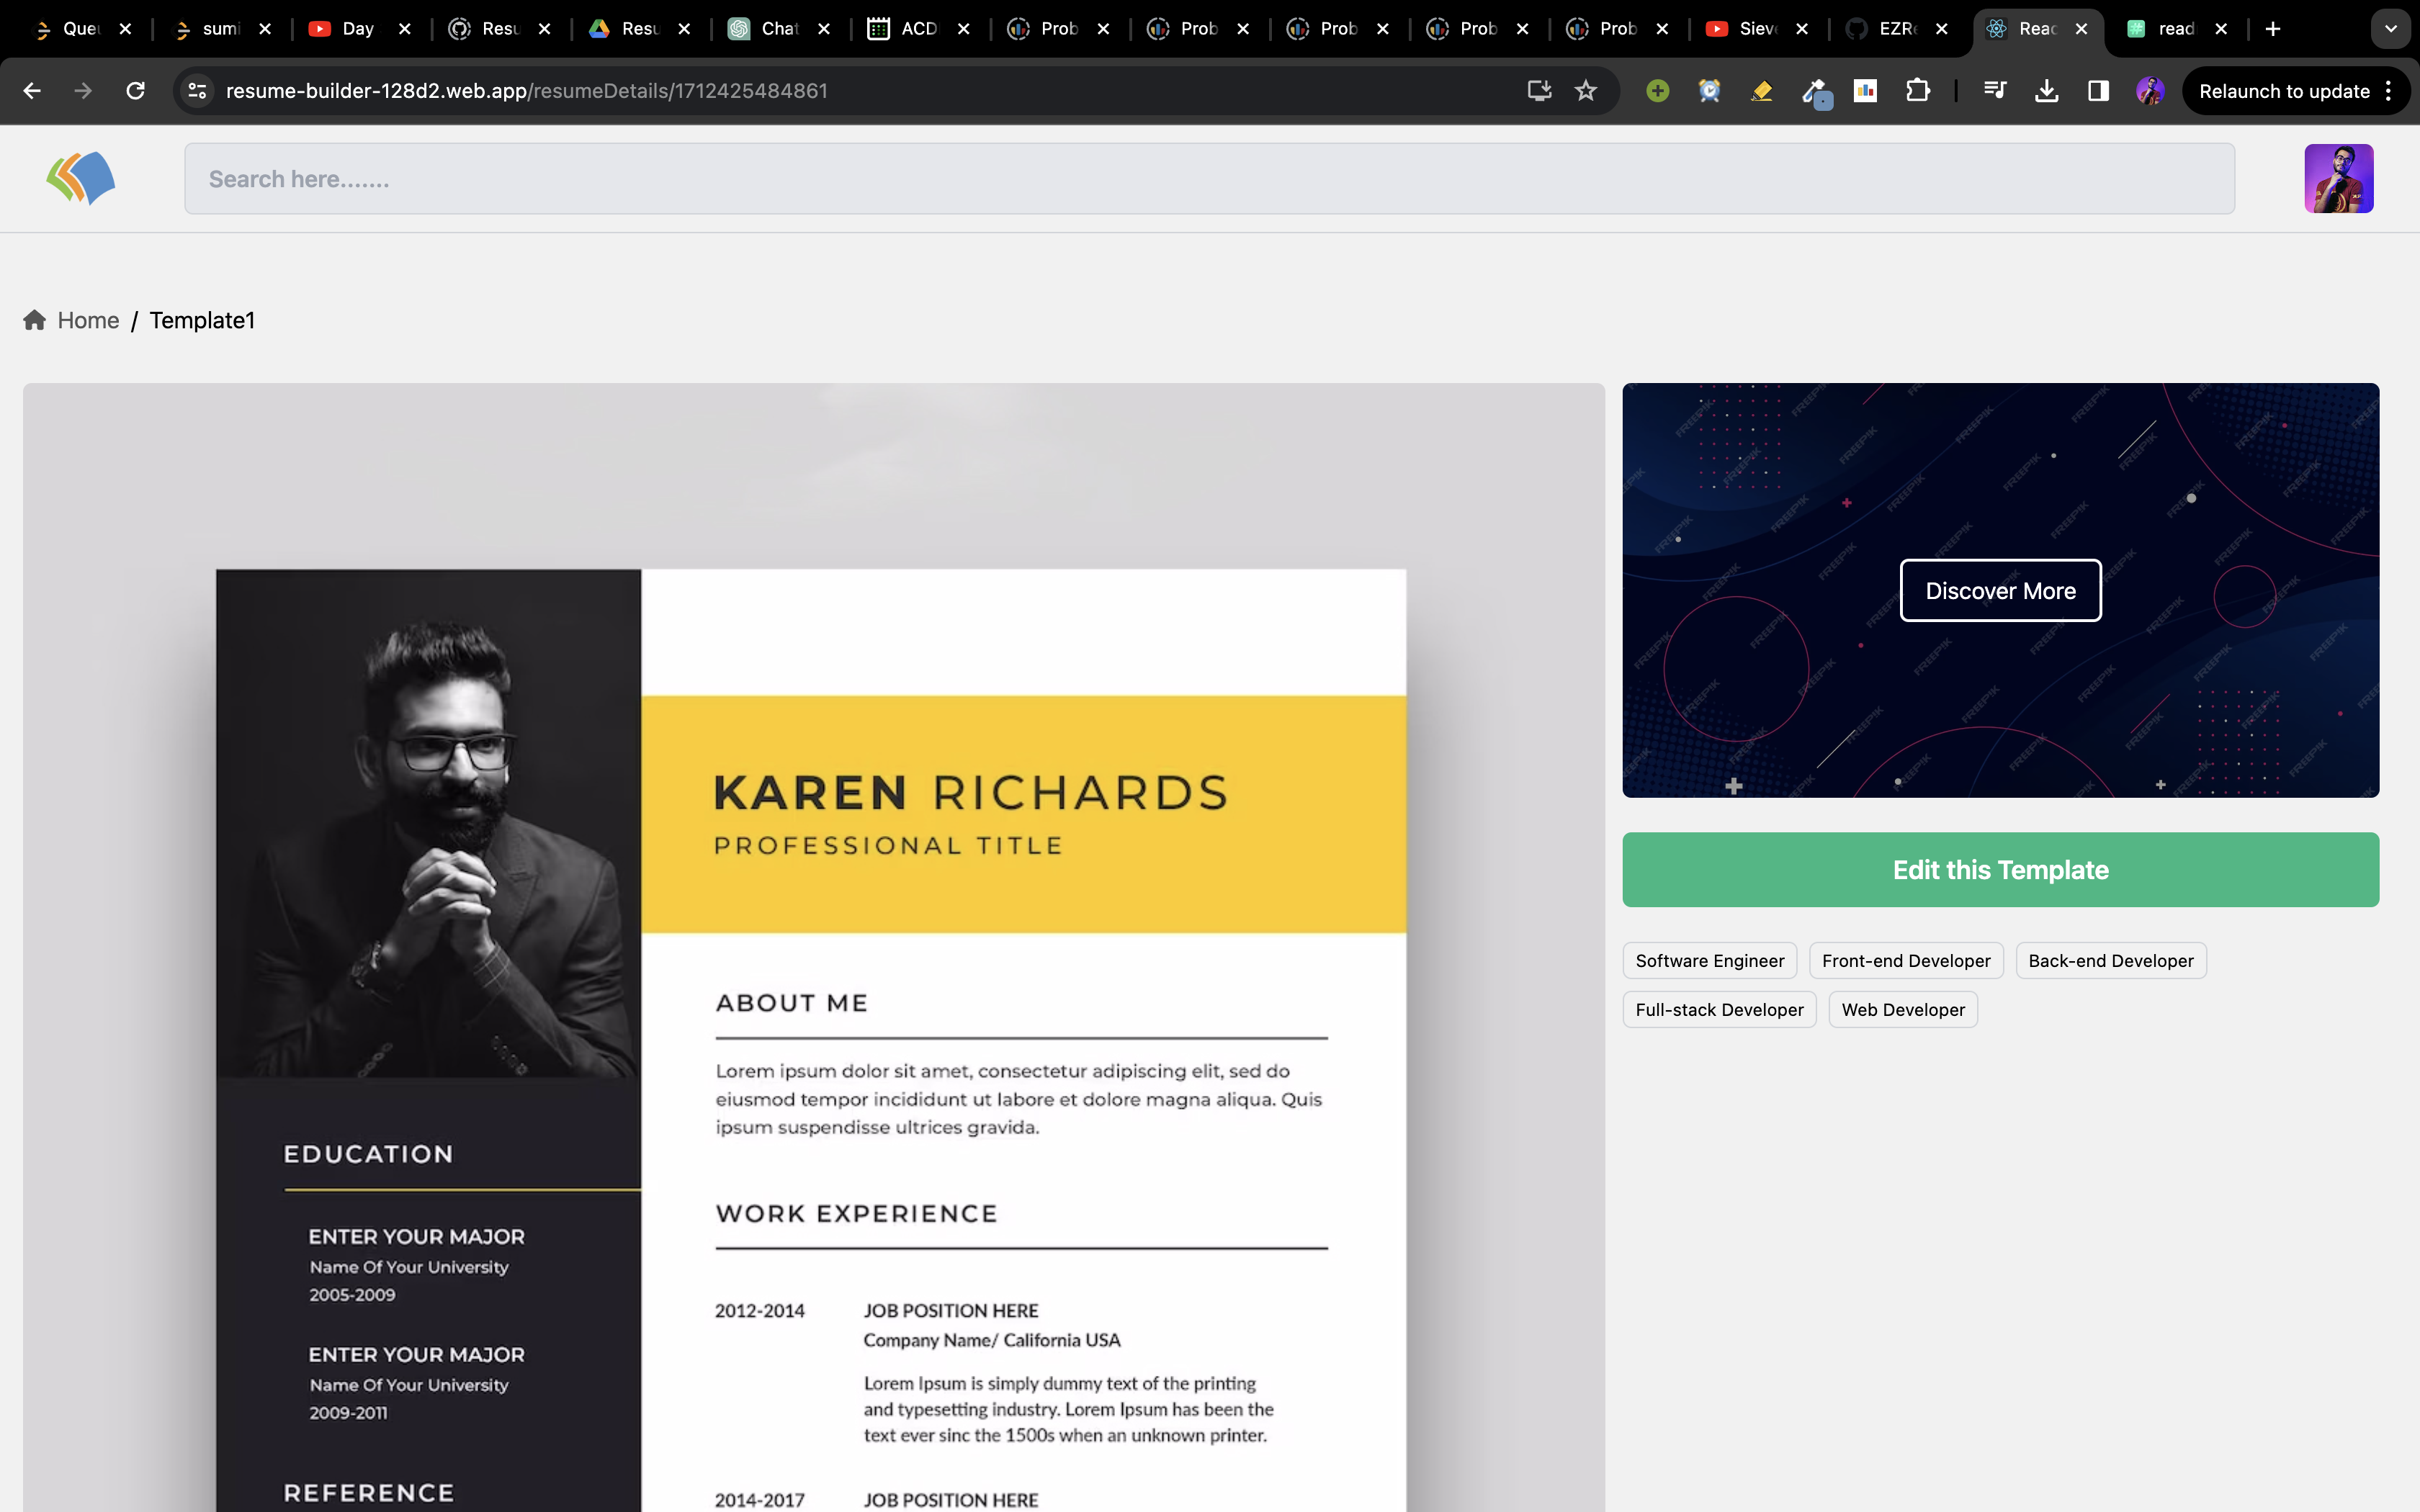 Que
sumi
Day
Resu
Resu
Chat
ACD
Prob
Prob
Prob
Prob
Prob
Sieve
EZRe
Reac
read
resume-builder-128d2.web.app/resumeDetails/1712425484861
Relaunch to update
Search here.......
Home / Template1
KAREN RICHARDS
PROFESSIONAL TITLE
ABOUT ME
Lorem ipsum dolor sit amet, consectetur adipiscing elit, sed do
eiusmod tempor incididunt ut labore et dolore magna aliqua. Quis
ipsum suspendisse ultrices gravida.
WORK EXPERIENCE
2012-2014
JOB POSITION HERE
Company Name/ California USA
Lorem Ipsum is simply dummy text of the printing
and typesetting industry. Lorem Ipsum has been the
text ever sinc the 1500s when an unknown printer.
2014-2017
JOB POSITION HERE
EDUCATION
ENTER YOUR MAJOR
Name Of Your University
2005-2009
ENTER YOUR MAJOR
Name Of Your University
2009-2011
REFERENCE
FREEPIK
Discover More
Edit this Template
Software Engineer
Front-end Developer
Back-end Developer
Full-stack Developer
Web Developer